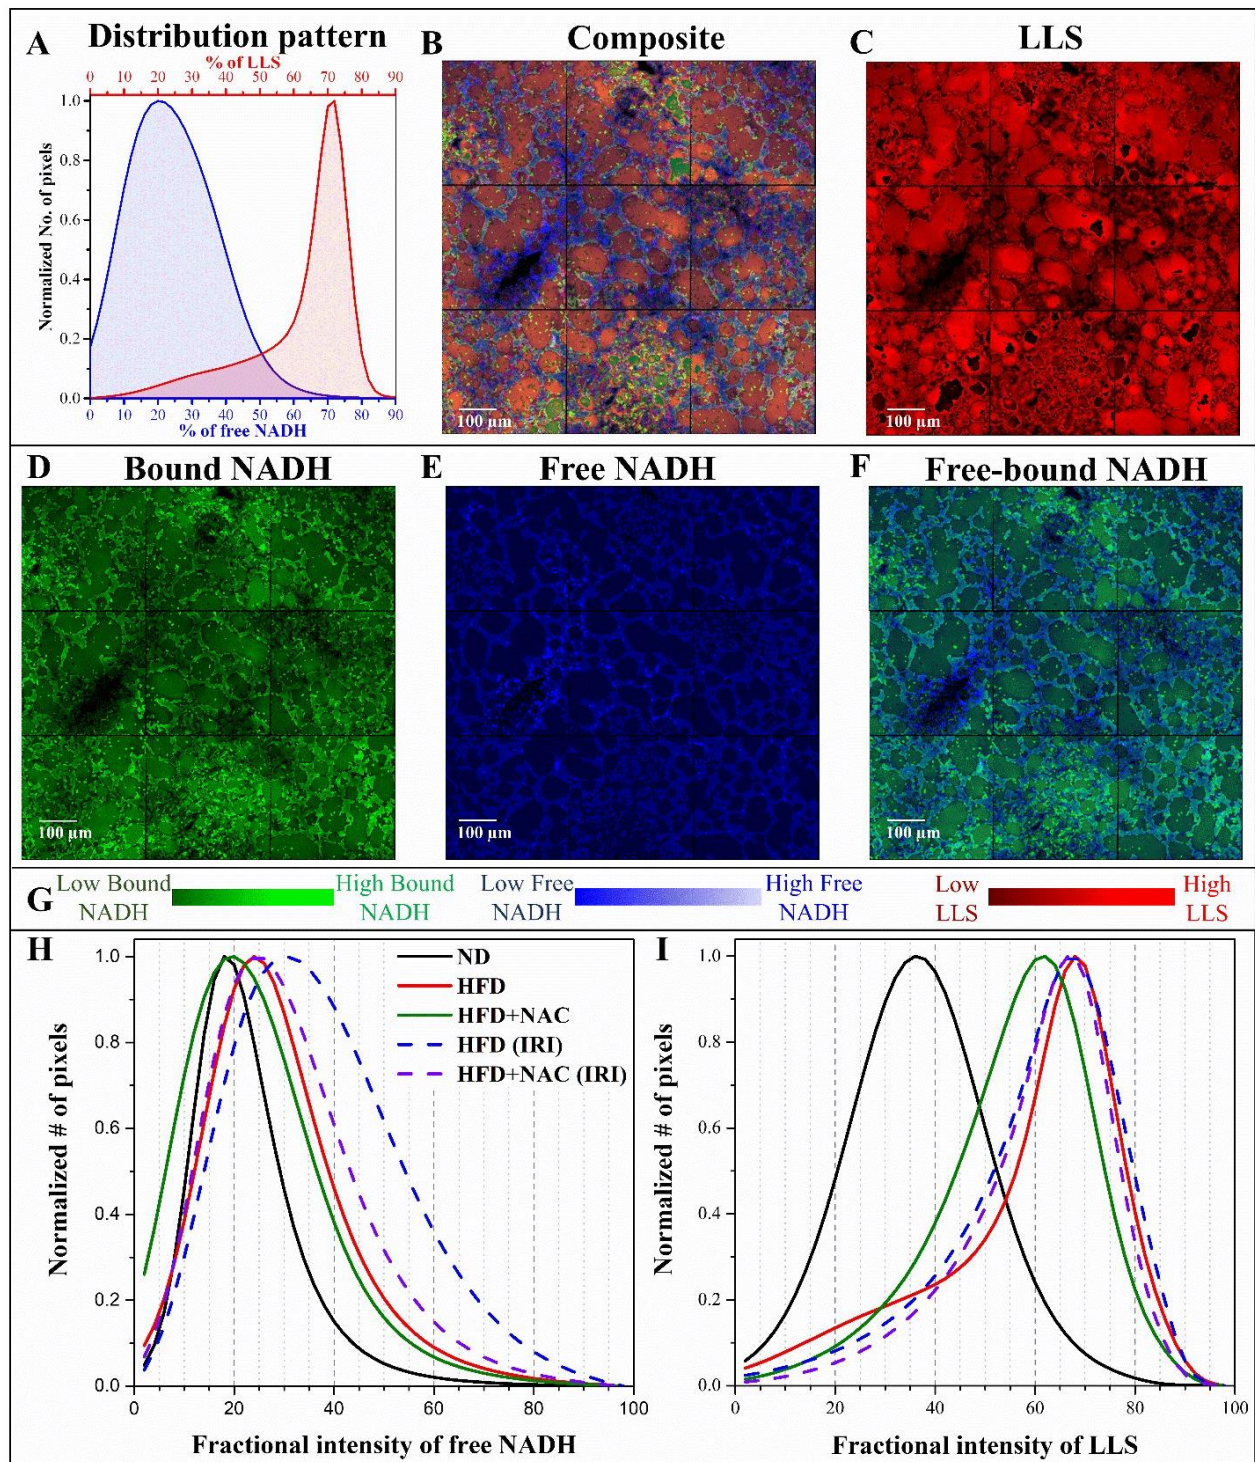 A
Distribution pattern
% of LLS
0 10 20 30 40 50 60 70 80 90
Normalized No. of pixels
1.0
0.8
0.6
0.4
0.2
0.0
0 10 20 30 40 50 60 70 80 90
% of free NADH
B
Composite
100 µm
C
LLS
100 µm
D
Bound NADH
100 µm
E
Free NADH
100 µm
F
Free-bound NADH
100 µm
G
Low Bound
NADH
High Bound
NADH
Low Free
NADH
High Free
NADH
Low
LLS
High
LLS
H
ND
HFD
HFD+NAC
HFD (IRI)
HFD+NAC (IRI)
Normalized # of pixels
1.0
0.8
0.6
0.4
0.2
0.0
0 20 40 60 80 100
Fractional intensity of free NADH
I
Normalized # of pixels
1.0
0.8
0.6
0.4
0.2
0.0
0 20 40 60 80 100
Fractional intensity of LLS